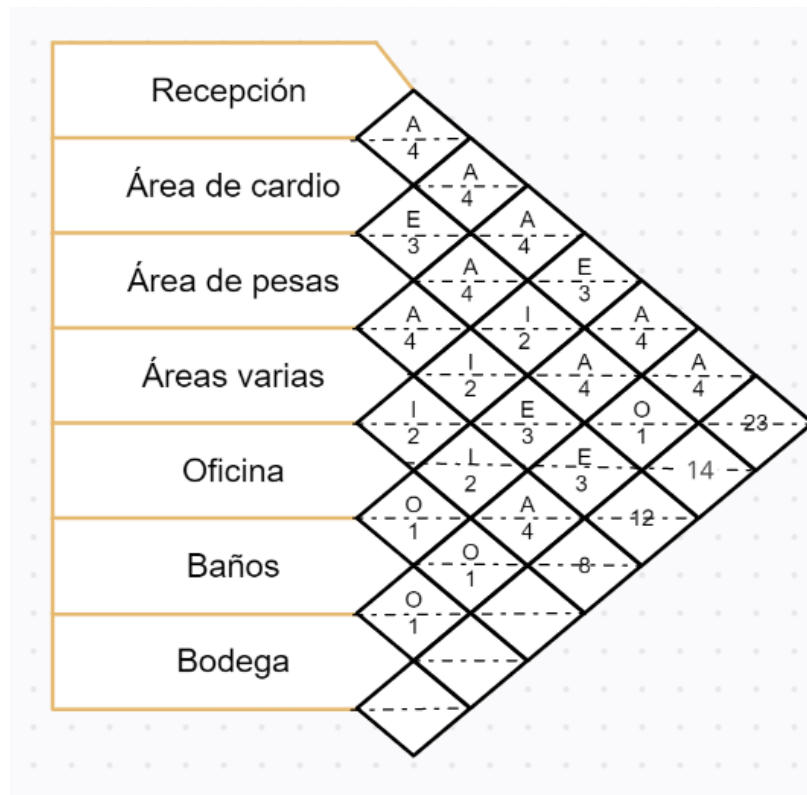 Recepción
A
4
Área de cardio
A
4
E
3
A
4
Área de pesas
A
4
E
3
A
4
I
2
A
4
Áreas varias
I
2
A
4
A
4
I
2
E
3
O
1
23
Oficina
I
2
E
3
14
O
1
A
4
12
Baños
O
1
8
O
1
Bodega